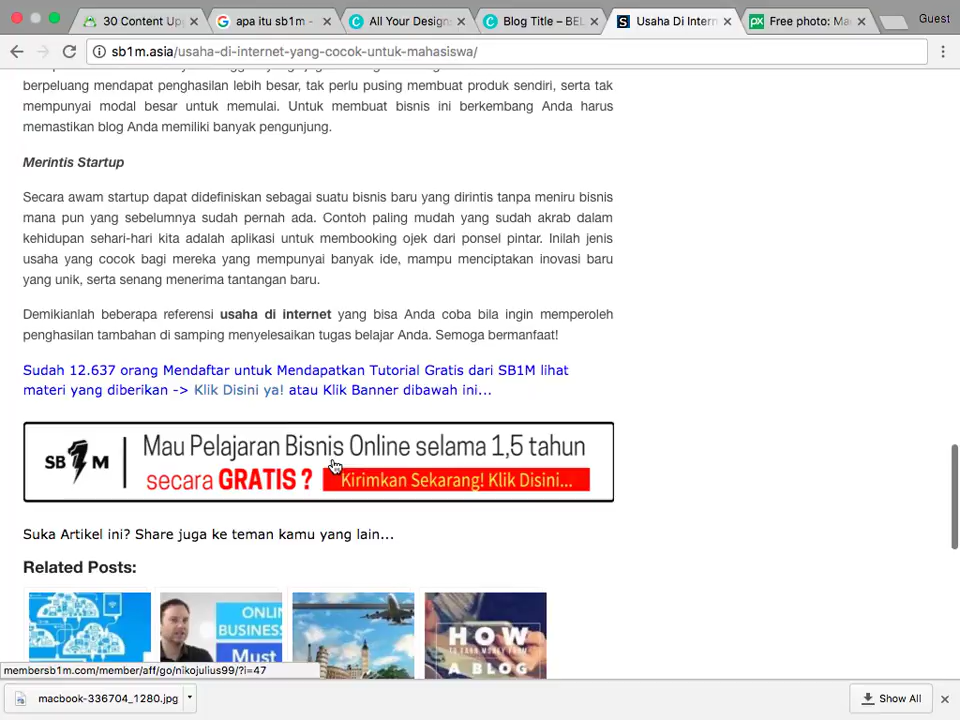 30 Content Up
apa itu sb1m -
All Your Design
Blog Title – BEL
Usaha Di Intern
Free photo: Ma
Guest
sb1m.asia/usaha-di-internet-yang-cocok-untuk-mahasiswa/
berpeluang mendapat penghasilan lebih besar, tak perlu pusing membuat produk sendiri, serta tak
mempunyai modal besar untuk memulai. Untuk membuat bisnis ini berkembang Anda harus
memastikan blog Anda memiliki banyak pengunjung.
Merintis Startup
Secara awam startup dapat didefiniskan sebagai suatu bisnis baru yang dirintis tanpa meniru bisnis
mana pun yang sebelumnya sudah pernah ada. Contoh paling mudah yang sudah akrab dalam
kehidupan sehari-hari kita adalah aplikasi untuk membooking ojek dari ponsel pintar. Inilah jenis
usaha yang cocok bagi mereka yang mempunyai banyak ide, mampu menciptakan inovasi baru
yang unik, serta senang menerima tantangan baru.
Demikianlah beberapa referensi usaha di internet yang bisa Anda coba bila ingin memperoleh
penghasilan tambahan di samping menyelesaikan tugas belajar Anda. Semoga bermanfaat!
Sudah 12.637 orang Mendaftar untuk Mendapatkan Tutorial Gratis dari SB1M lihat
materi yang diberikan -> Klik Disini ya! atau Klik Banner dibawah ini...
SB M
Mau Pelajaran Bisnis Online selama 1,5 tahun
secara GRATIS ? Kirimkan Sekarang! Klik Disini...
Suka Artikel ini? Share juga ke teman kamu yang lain...
Related Posts:
ONLI
BUSINES
Must
HOW
TO EARN MONEY FROM
A BLOG
membersb1m.com/member/aff/go/nikojulius99/?i=47
macbook-336704_1280.jpg
Show All